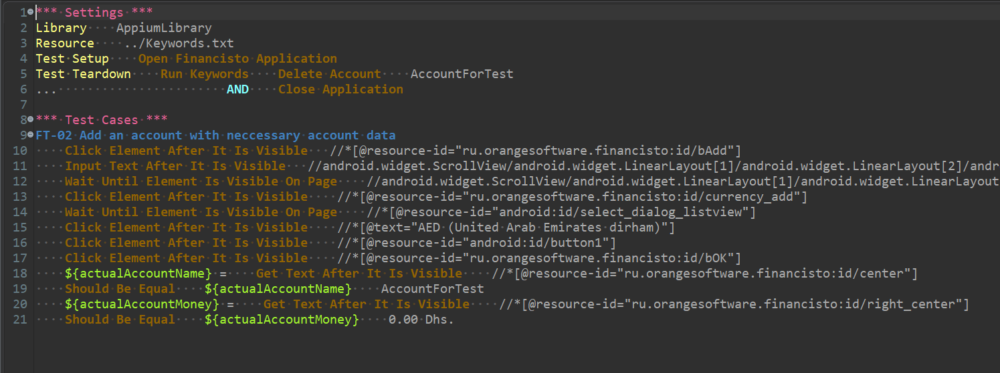 1 *** Settings ***
2 Library    AppiumLibrary
3 Resource    ../Keywords.txt
4 Test Setup    Open Financisto Application
5 Test Teardown    Run Keywords    Delete Account    AccountForTest
6 ...                       AND    Close Application
7
8 *** Test Cases ***
9 FT-02 Add an account with neccessary account data
10     Click Element After It Is Visible   //*[@resource-id="ru.orangesoftware.financisto:id/bAdd"]
11     Input Text After It Is Visible   //android.widget.ScrollView/android.widget.LinearLayout[1]/android.widget.LinearLayout[2]/andr
12     Wait Until Element Is Visible On Page    //android.widget.ScrollView/android.widget.LinearLayout[1]/android.widget.LinearLayout
13     Click Element After It Is Visible    //*[@resource-id="ru.orangesoftware.financisto:id/currency_add"]
14     Wait Until Element Is Visible On Page    //*[@resource-id="android:id/select_dialog_listview"]
15     Click Element After It Is Visible    //*[@text="AED (United Arab Emirates dirham)"]
16     Click Element After It Is Visible    //*[@resource-id="android:id/button1"]
17     Click Element After It Is Visible    //*[@resource-id="ru.orangesoftware.financisto:id/bOK"]
18     ${actualAccountName} =    Get Text After It Is Visible    //*[@resource-id="ru.orangesoftware.financisto:id/center"]
19     Should Be Equal    ${actualAccountName}    AccountForTest
20     ${actualAccountMoney} =    Get Text After It Is Visible    //*[@resource-id="ru.orangesoftware.financisto:id/right_center"]
21     Should Be Equal    ${actualAccountMoney}    0.00 Dhs.